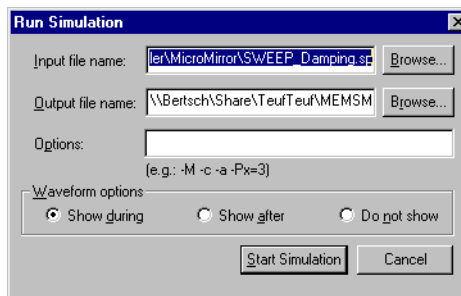 Run Simulation
Input file name: ler\MicroMirror\SWEEP_Damping.sp Browse...
Output file name: \\Bertsch\Share\TeufTeuf\MEMSM Browse...
Options:
(e.g.: -M -c -a -Px=3)
Waveform options
Show during Show after Do not show
Start Simulation Cancel